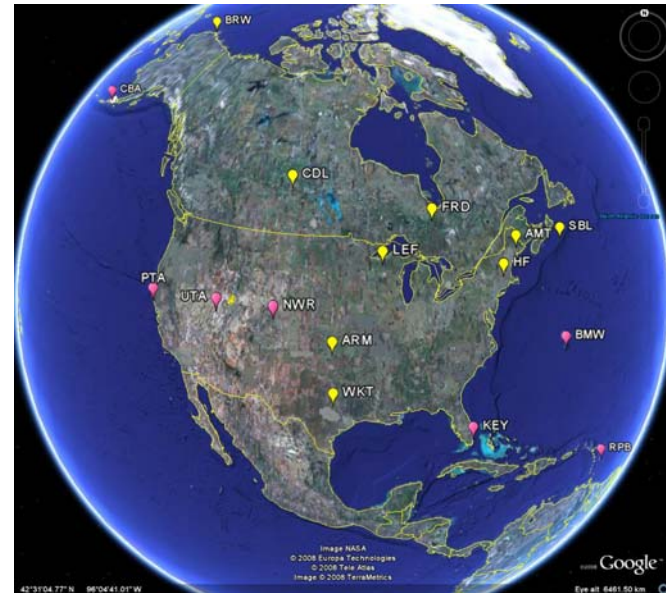 BRW
N
CBA
CDL
FRD
AMT
SBL
LEF
HF
PTA
UTA
NWR
BMW
ARM
WKT
KEY
RPB
Image NASA
© 2008 Europa Technologies
© 2008 Tele Atlas
Image © 2008 TerraMetrics
Google™
42°31'04.77" N 96°04'41.01" W
Eye alt 6461.50 km